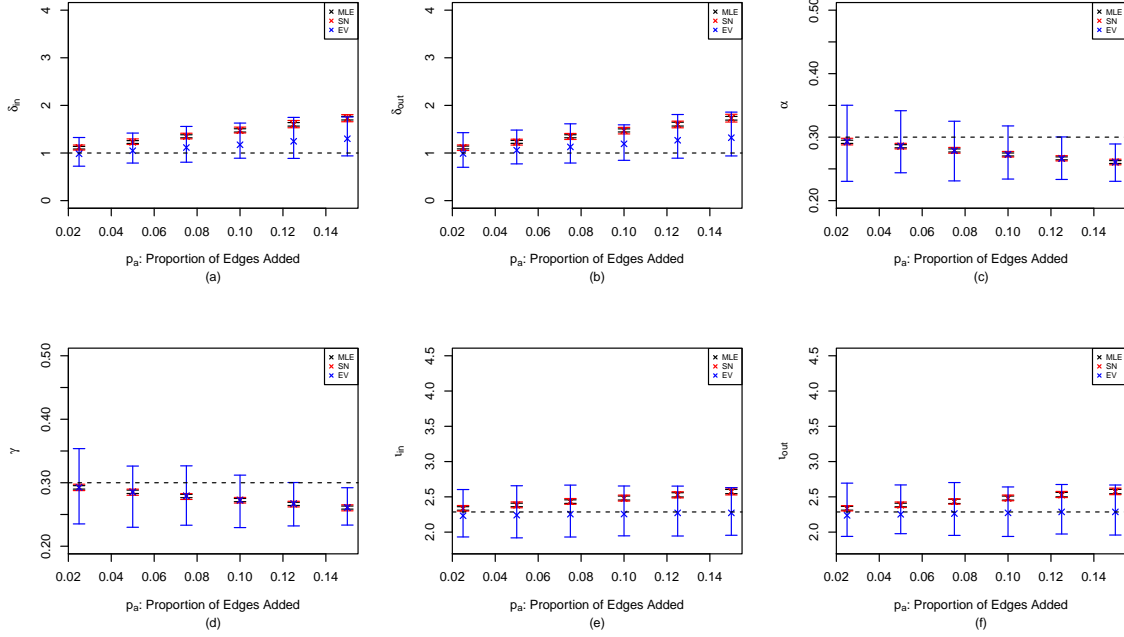 4
3
2
1
0
δin
MLE
SN
EV
0.02 0.04 0.06 0.08 0.10 0.12 0.14
pa: Proportion of Edges Added
(a)
4
3
2
1
0
δout
MLE
SN
EV
0.02 0.04 0.06 0.08 0.10 0.12 0.14
pa: Proportion of Edges Added
(b)
0.50
0.40
0.30
0.20
α
MLE
SN
EV
0.02 0.04 0.06 0.08 0.10 0.12 0.14
pa: Proportion of Edges Added
(c)
0.50
0.40
0.30
0.20
γ
MLE
SN
EV
0.02 0.04 0.06 0.08 0.10 0.12 0.14
pa: Proportion of Edges Added
(d)
4.5
3.5
3.0
2.5
2.0
ιin
MLE
SN
EV
0.02 0.04 0.06 0.08 0.10 0.12 0.14
pa: Proportion of Edges Added
(e)
4.5
3.5
3.0
2.5
2.0
ιout
MLE
SN
EV
0.02 0.04 0.06 0.08 0.10 0.12 0.14
pa: Proportion of Edges Added
(f)